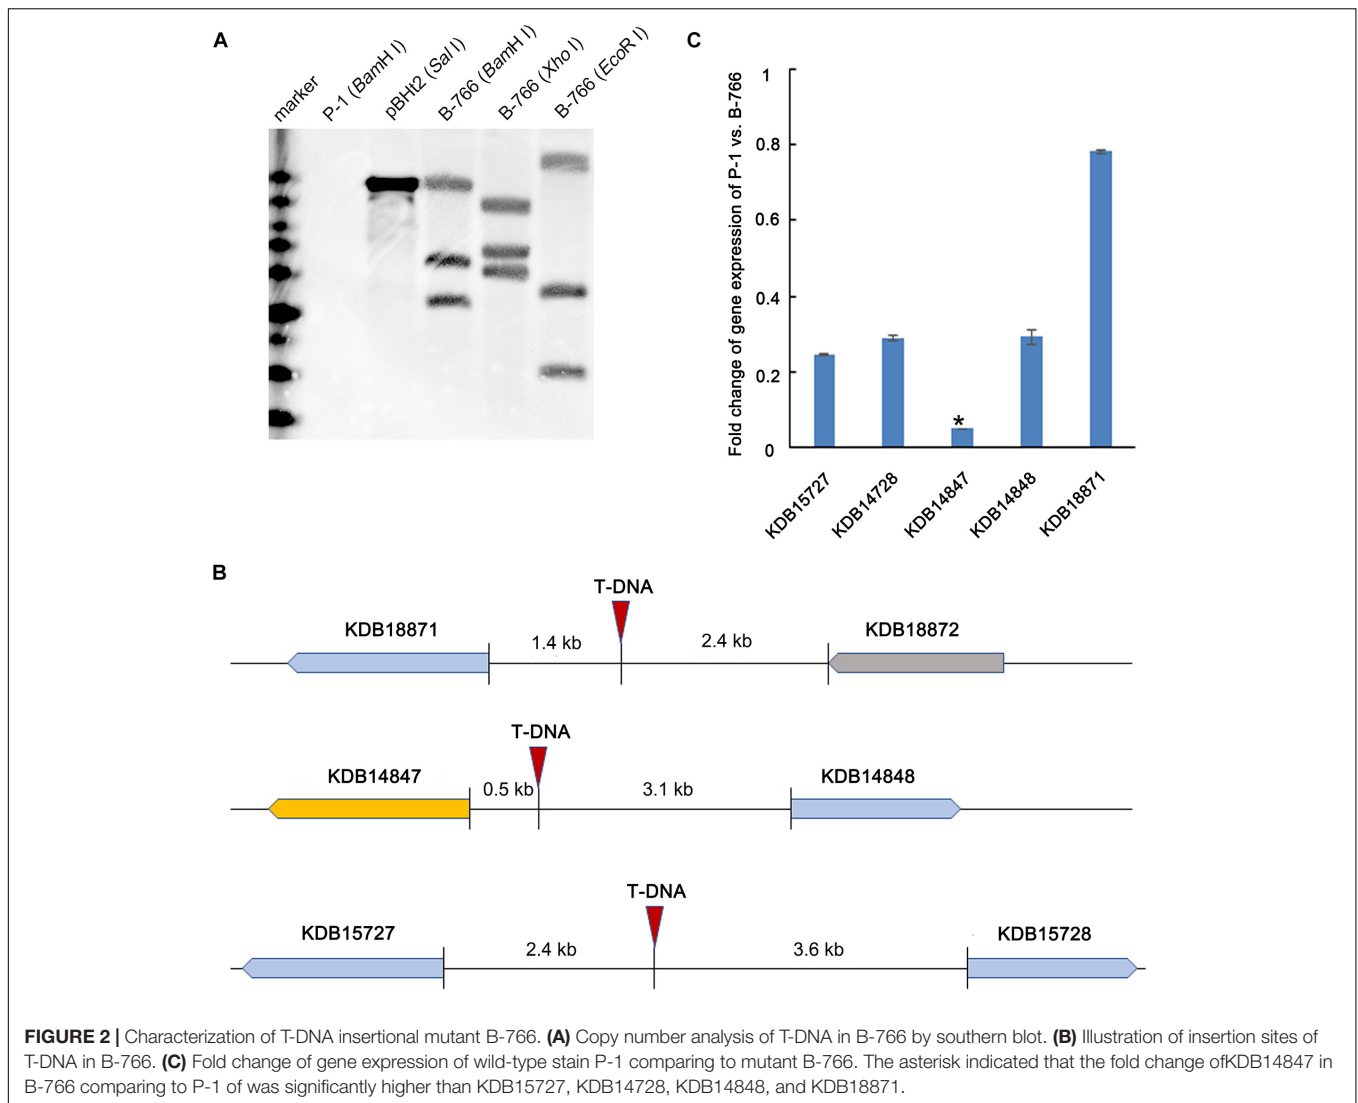 A
marker
P-1 (BamH I)
pBHt2 (Sal I)
B-766 (BamH I)
B-766 (Xho I)
B-766 (EcoR I)
C
Fold change of gene expression of P-1 vs. B-766
1
0.8
0.6
0.4
0.2
0
*
KDB15727
KDB14728
KDB14847
KDB14848
KDB18871
B
T-DNA
KDB18871
1.4 kb
2.4 kb
KDB18872
T-DNA
KDB14847
0.5 kb
3.1 kb
KDB14848
T-DNA
KDB15727
2.4 kb
3.6 kb
KDB15728
FIGURE 2 | Characterization of T-DNA insertional mutant B-766. (A) Copy number analysis of T-DNA in B-766 by southern blot. (B) Illustration of insertion sites of
T-DNA in B-766. (C) Fold change of gene expression of wild-type stain P-1 comparing to mutant B-766. The asterisk indicated that the fold change ofKDB14847 in
B-766 comparing to P-1 of was significantly higher than KDB15727, KDB14728, KDB14848, and KDB18871.